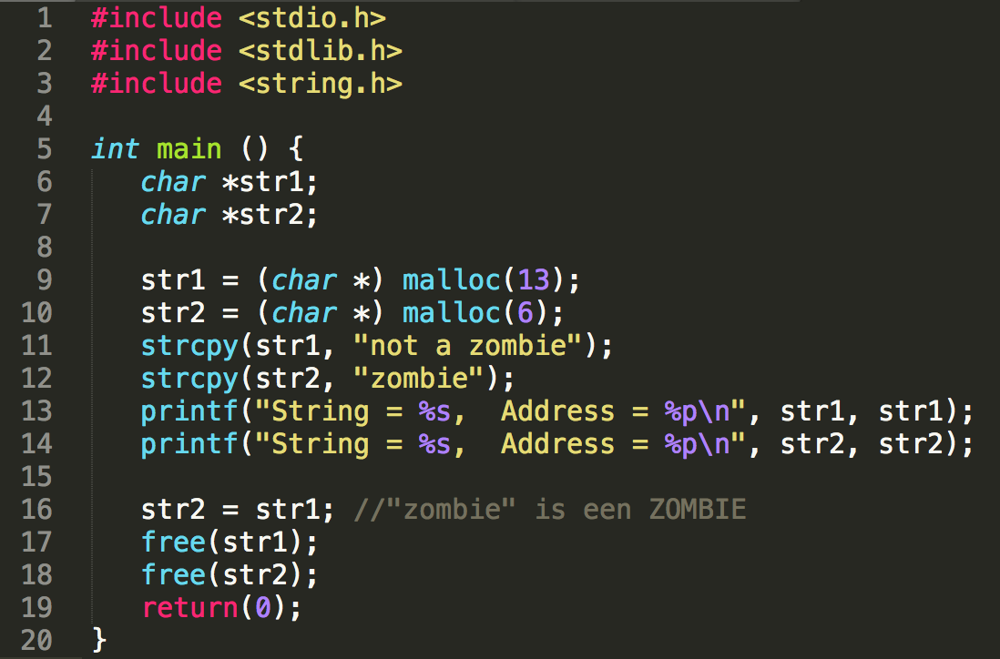 1 #include <stdio.h>
2 #include <stdlib.h>
3 #include <string.h>
4
5 int main () {
6    char *str1;
7    char *str2;
8
9    str1 = (char *) malloc(13);
10    str2 = (char *) malloc(6);
11    strcpy(str1, "not a zombie");
12    strcpy(str2, "zombie");
13    printf("String = %s,  Address = %p\n", str1, str1);
14    printf("String = %s,  Address = %p\n", str2, str2);
15
16    str2 = str1; //"zombie" is een ZOMBIE
17    free(str1);
18    free(str2);
19    return(0);
20 }